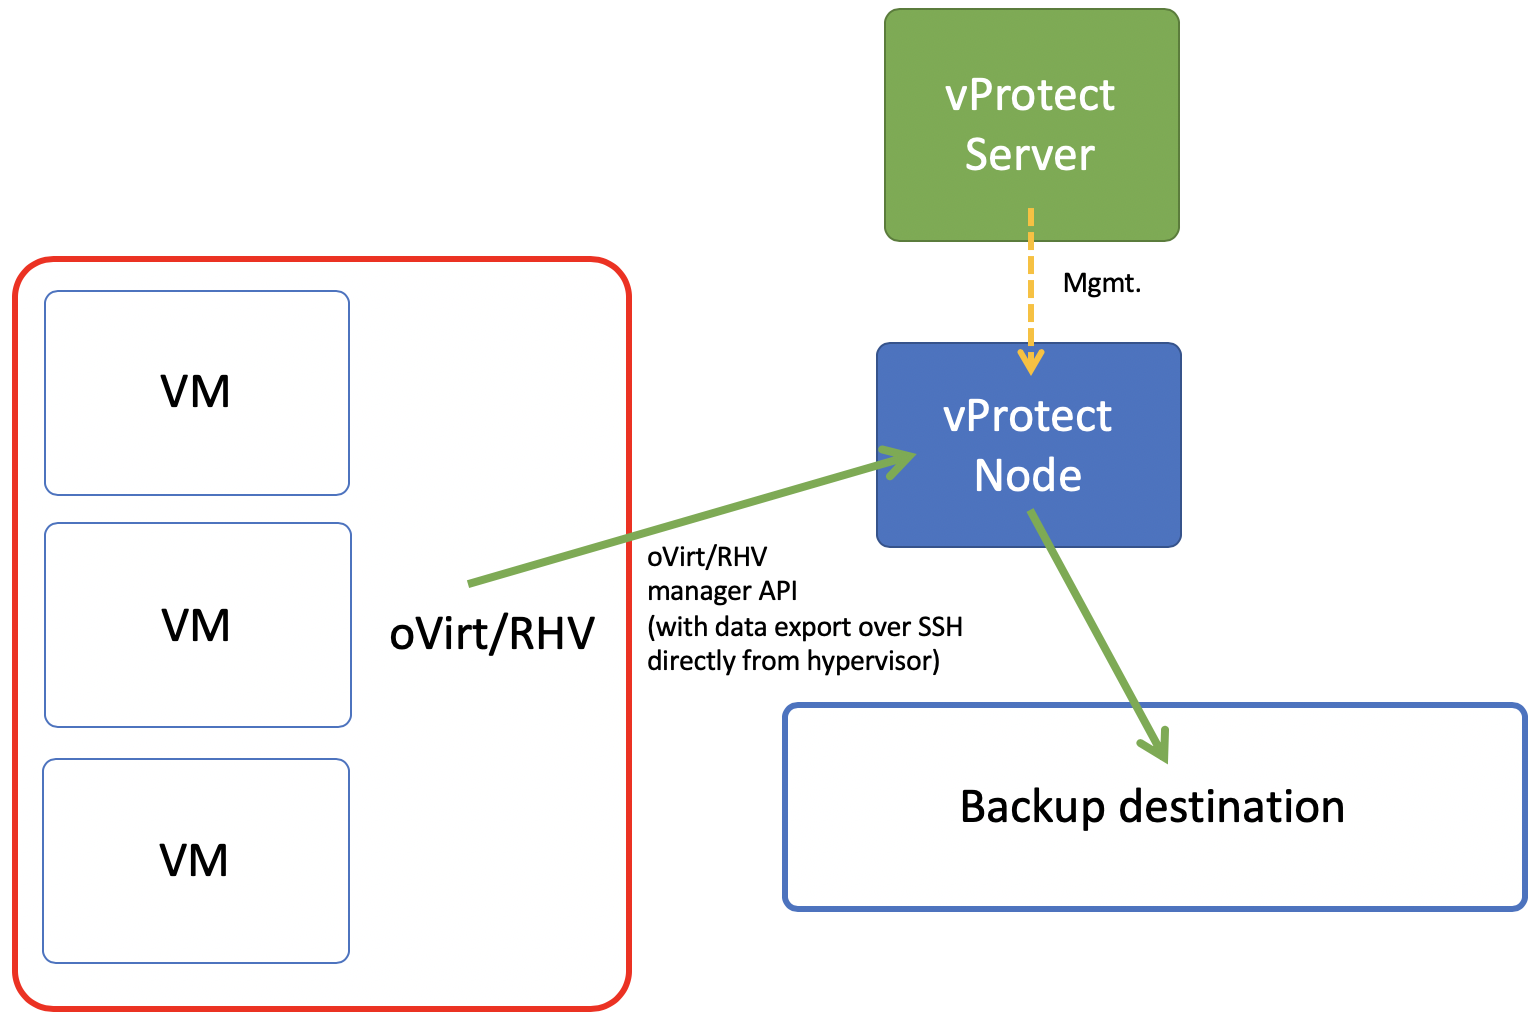 vProtect
Server
Mgmt.
VM
vProtect
Node
oVirt/RHV
manager API
(with data export over SSH
directly from hypervisor)
VM
oVirt/RHV
Backup destination
VM